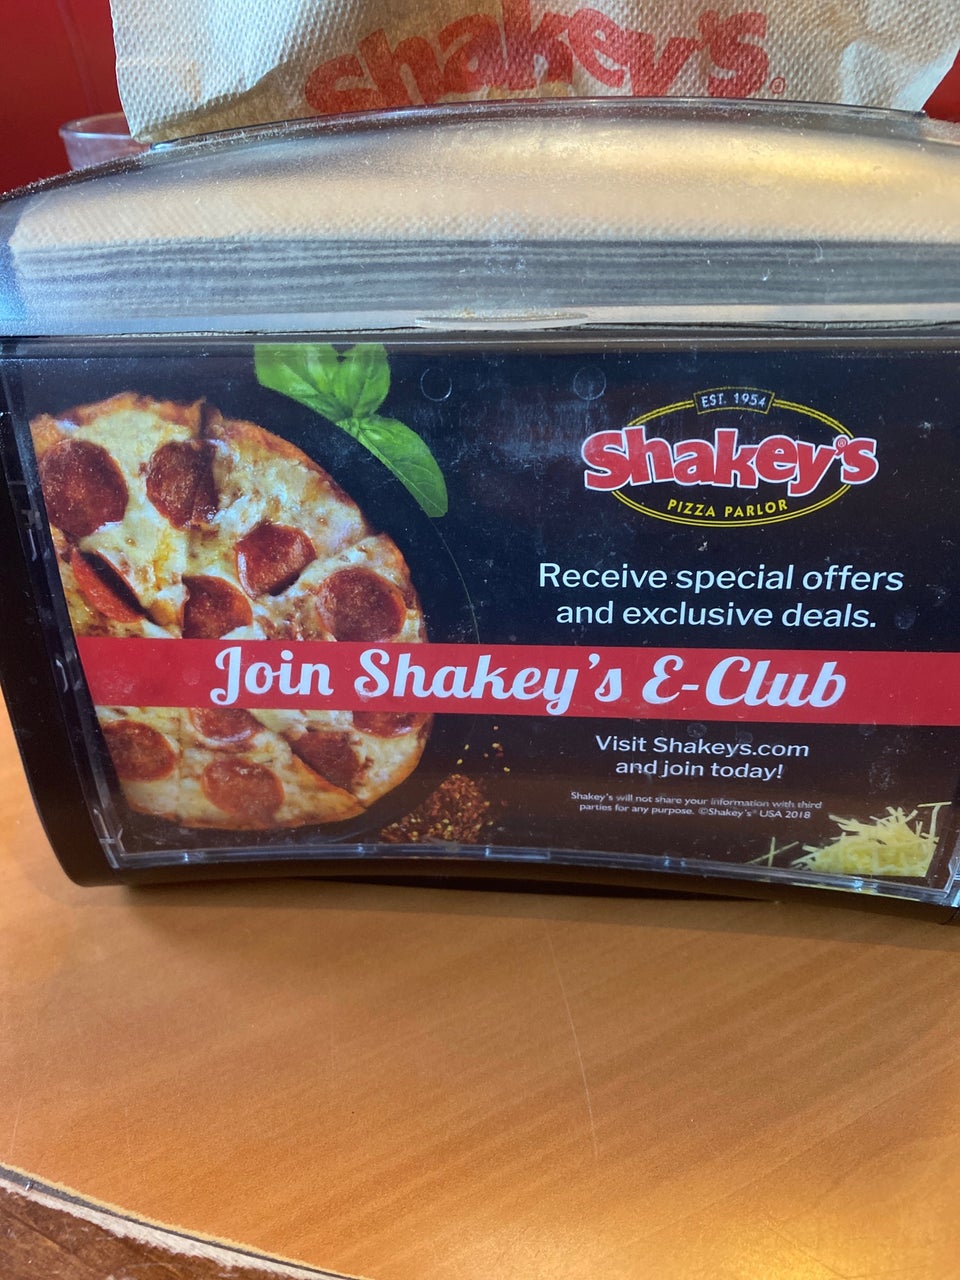 Shakey's®
EST. 1954
Shakey's®
PIZZA PARLOR
Receive special offers
and exclusive deals.
Join Shakey's E-Club
Visit Shakeys.com
and join today!
Shakey's will not share your information with third
parties for any purpose. ©Shakey's® USA 2018